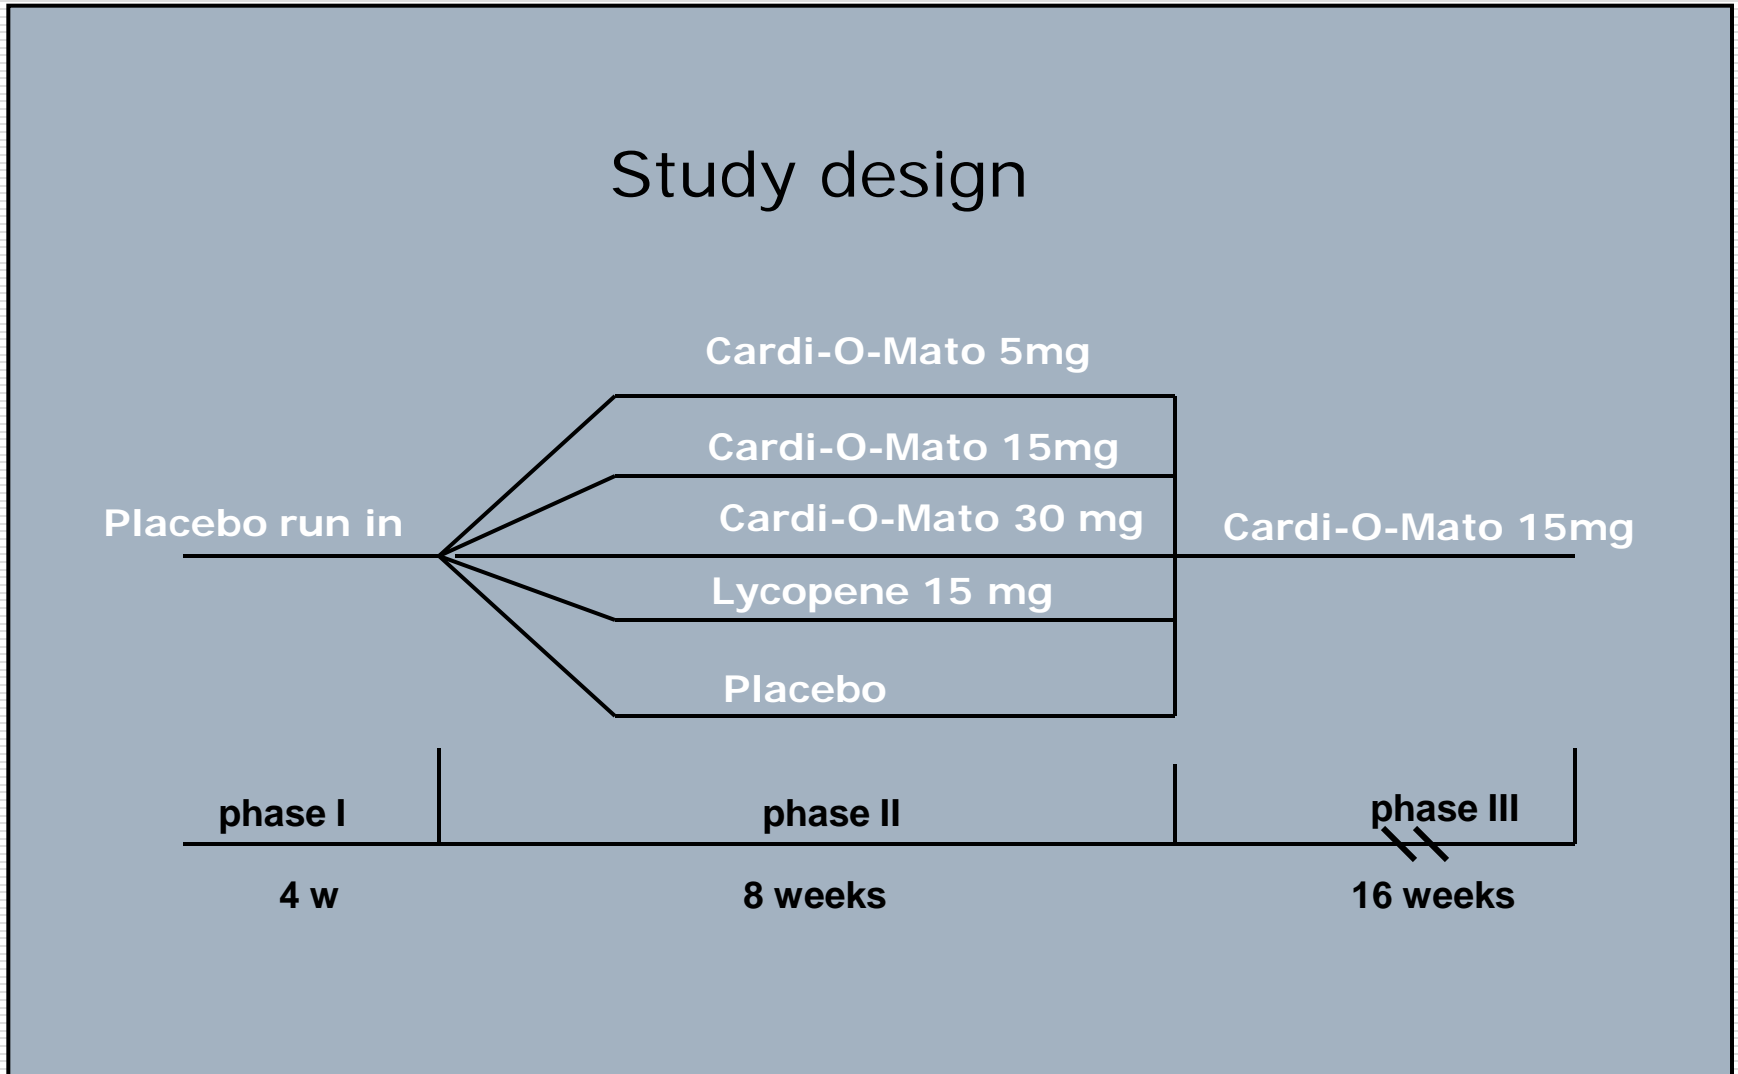 Study design
Cardi-O-Mato 5mg
Cardi-O-Mato 15mg
Placebo run in
Cardi-O-Mato 30 mg
Cardi-O-Mato 15mg
Lycopene 15 mg
Placebo
phase I
phase II
phase III
4 w
8 weeks
16 weeks